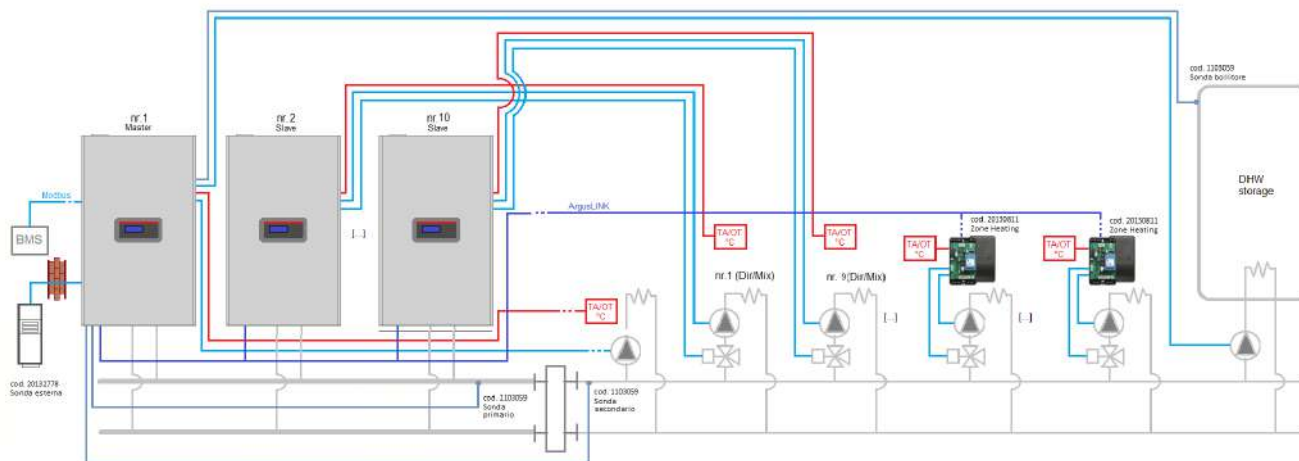 cod. 1103059
Sonda bollitore
nr.1
Master
nr. 2
Slave
nr.10
Slave
DHW
storage
Modbus
ArgusLINK
BMS
[...]
TA/OT
°C
TA/OT
°C
cod. 20150811
Zone Heating
TA/OT
°C
cod. 20150811
Zone Heating
TA/OT
°C
nr.1 (Dir/Mix)
nr. 9(Dir/Mix)
TA/OT
°C
[...]
[...]
cod. 20132778
Sonda esterna
cod. 1103059
Sonda
primario
cod. 1103059
Sonda
secondario